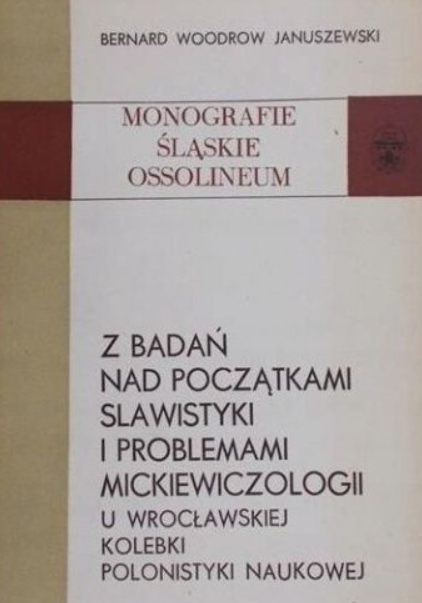 BERNARD WOODROW JANUSZEWSKI
MONOGRAFIE
ŚLĄSKIE
OSSOLINEUM
Z BADAŃ
NAD POCZĄTKAMI
SLAWISTYKI
I PROBLEMAMI
MICKIEWICZOLOGII
U WROCŁAWSKIEJ
KOLEBKI
POLONISTYKI NAUKOWEJ